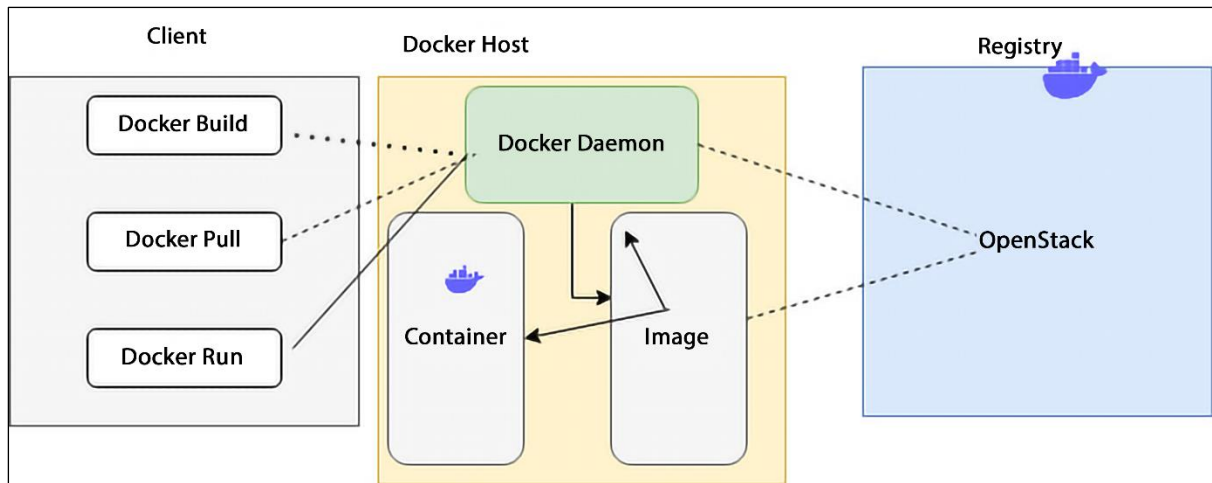 Client
Docker Host
Registry
Docker Build
Docker Daemon
Docker Pull
OpenStack
Container
Image
Docker Run